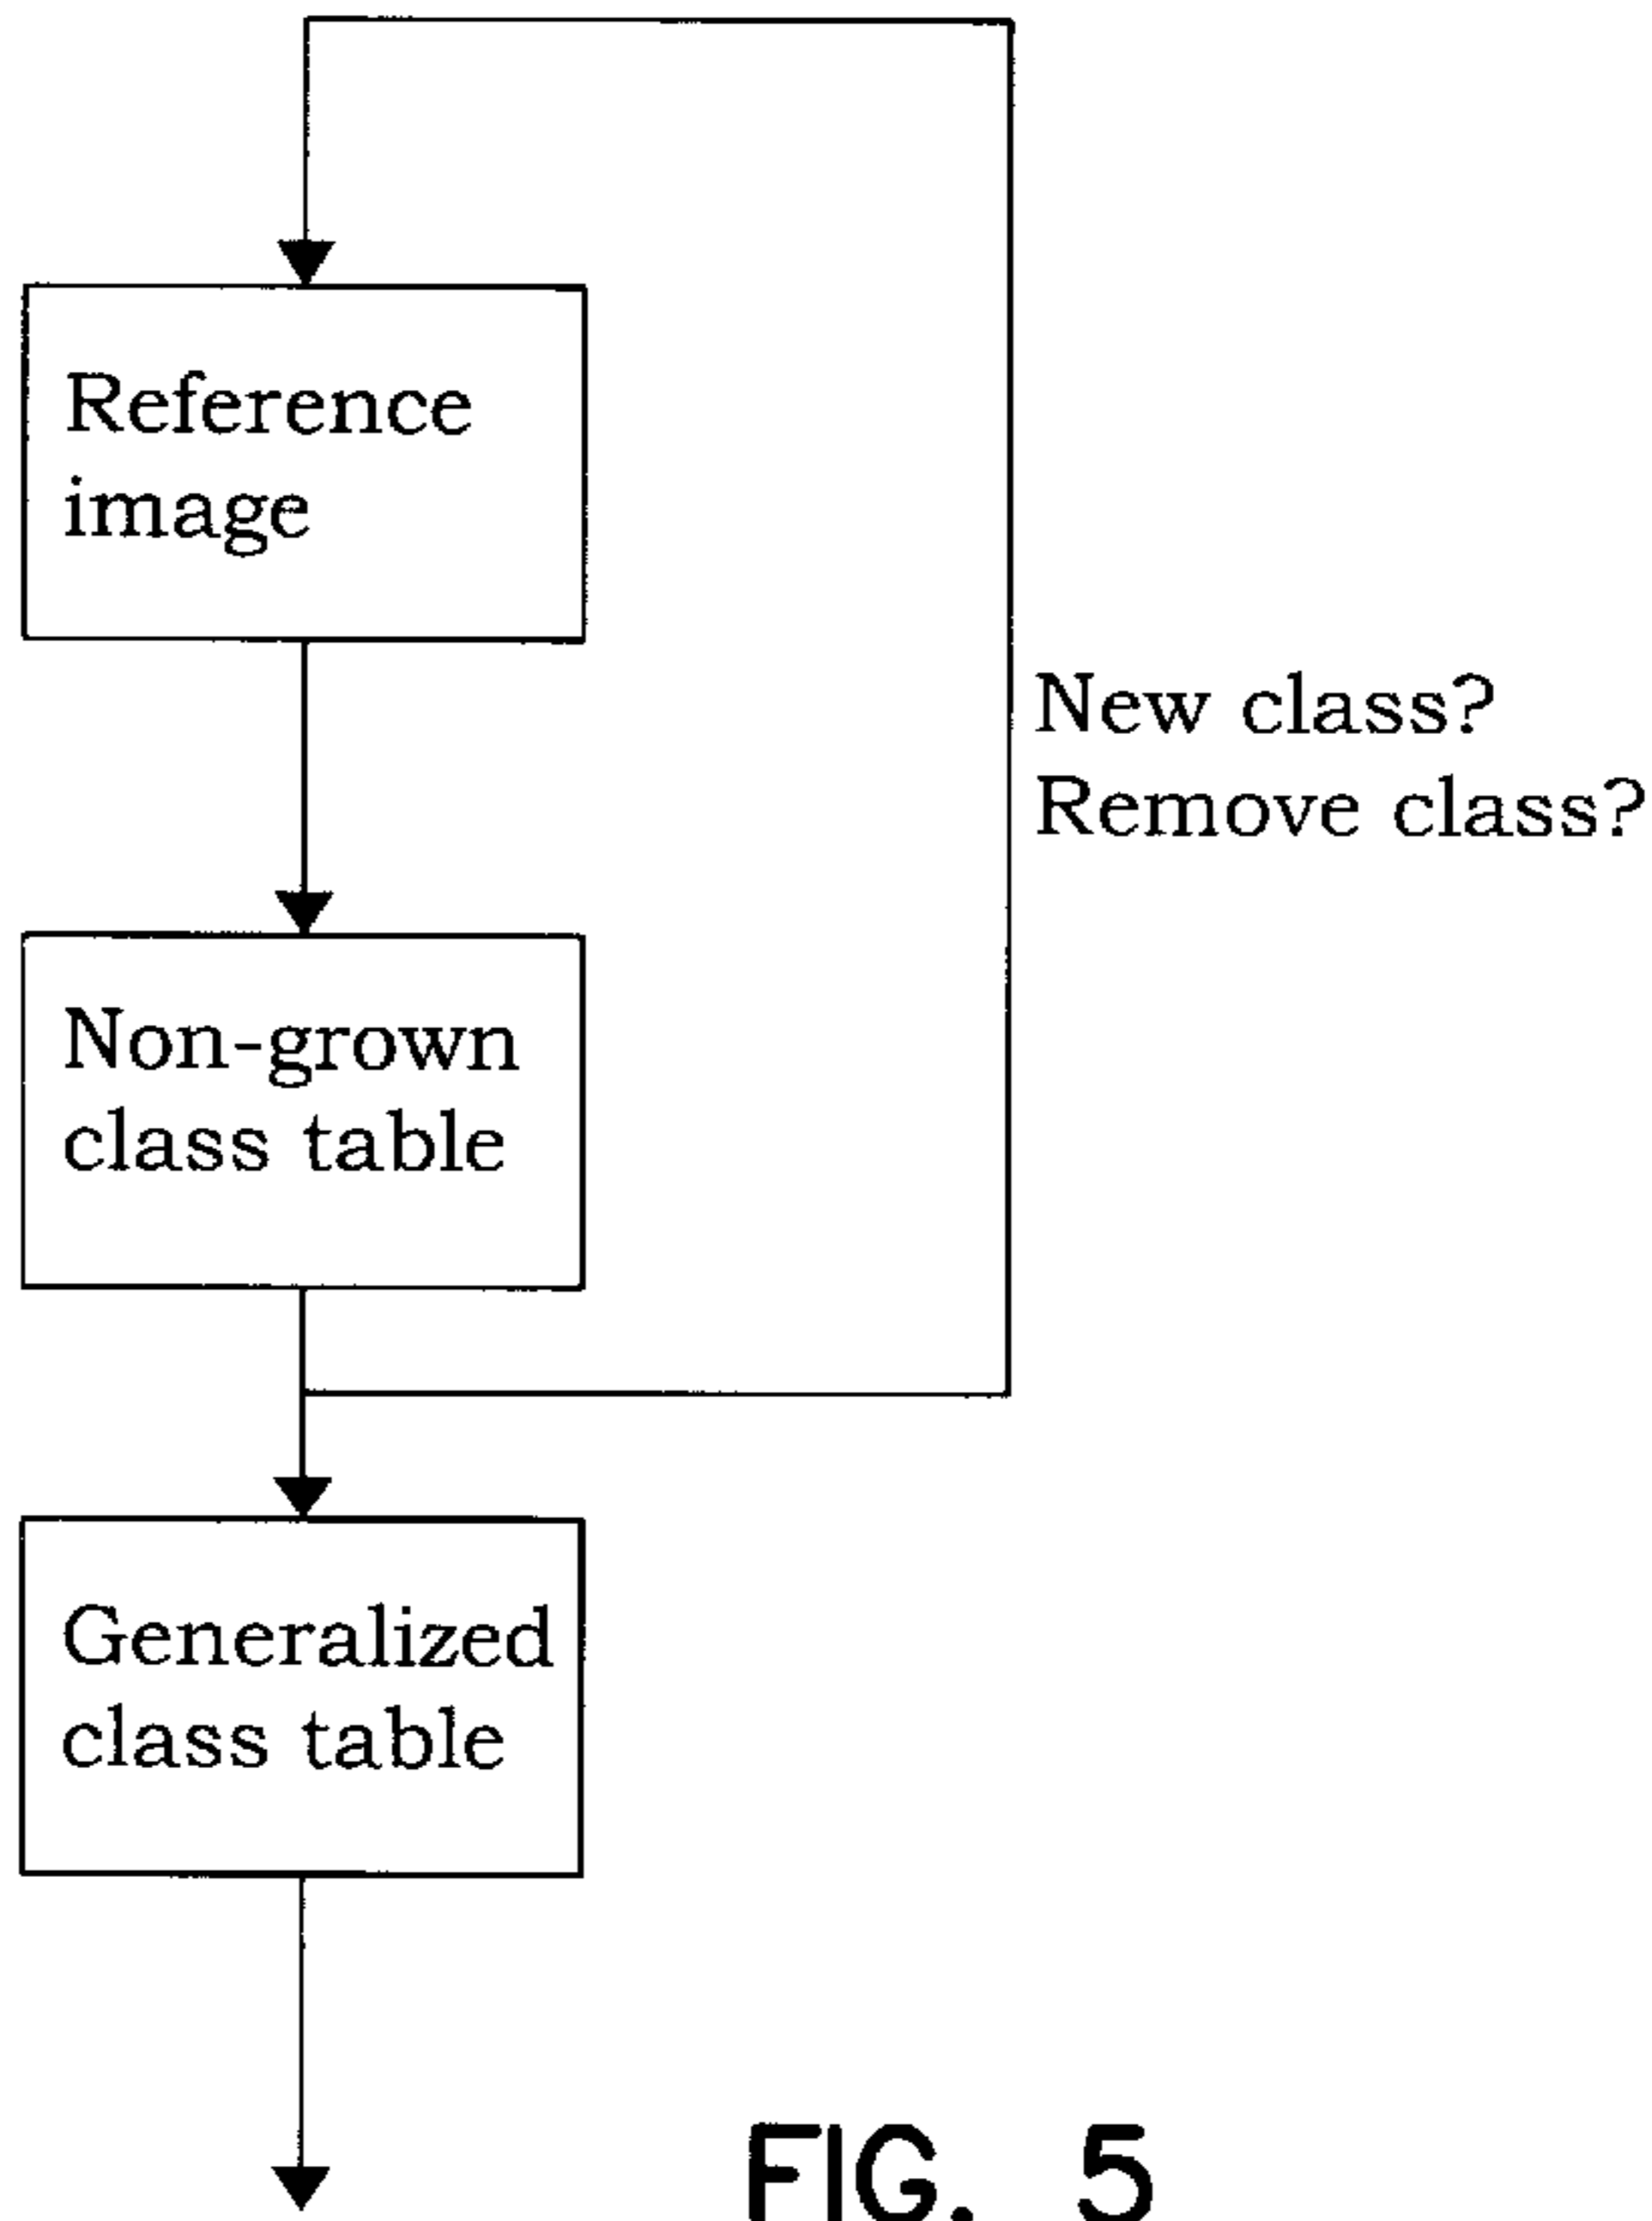 Reference
image
New class?
Remove class?
Non-grown
class table
Generalized
class table
FIG. 5